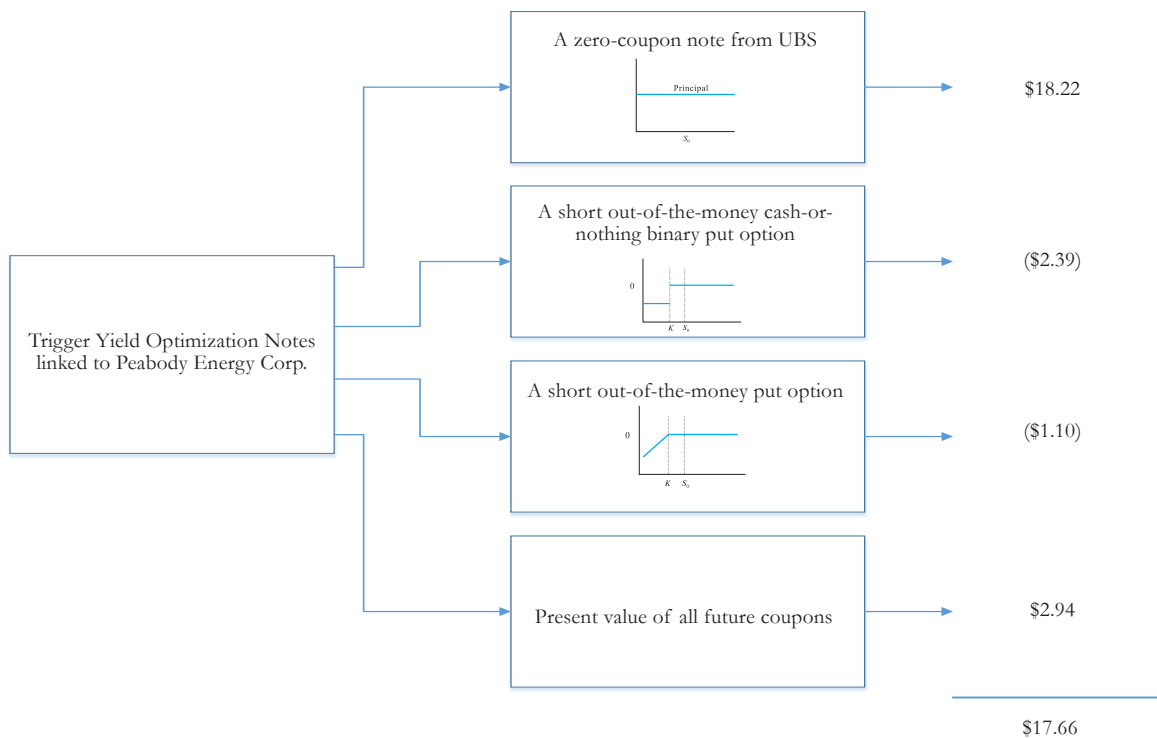 A zero-coupon note from UBS
Principal
S₀
$18.22
A short out-of-the-money cash-or-
nothing binary put option
0
K S₀
($2.39)
Trigger Yield Optimization Notes
linked to Peabody Energy Corp.
A short out-of-the-money put option
0
K S₀
($1.10)
Present value of all future coupons
$2.94
$17.66